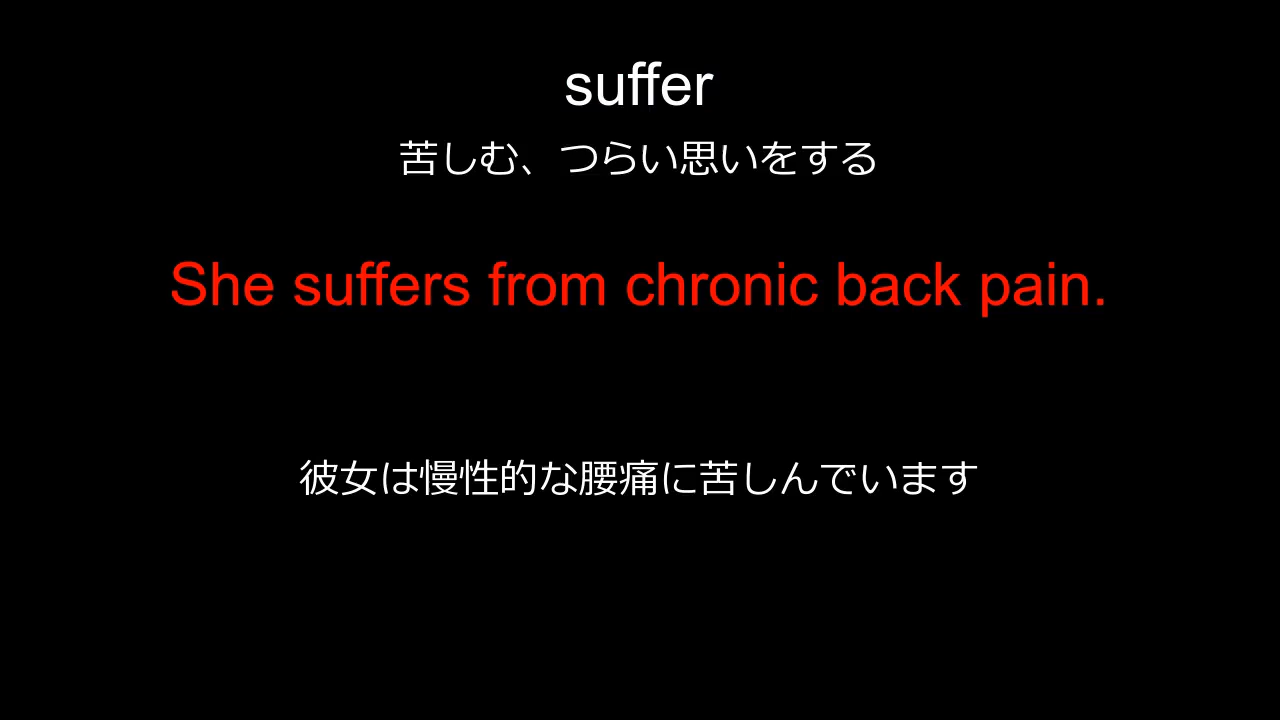 suffer
苦しむ、つらい思いをする
She suffers from chronic back pain.
彼女は慢性的な腰痛に苦しんでいます